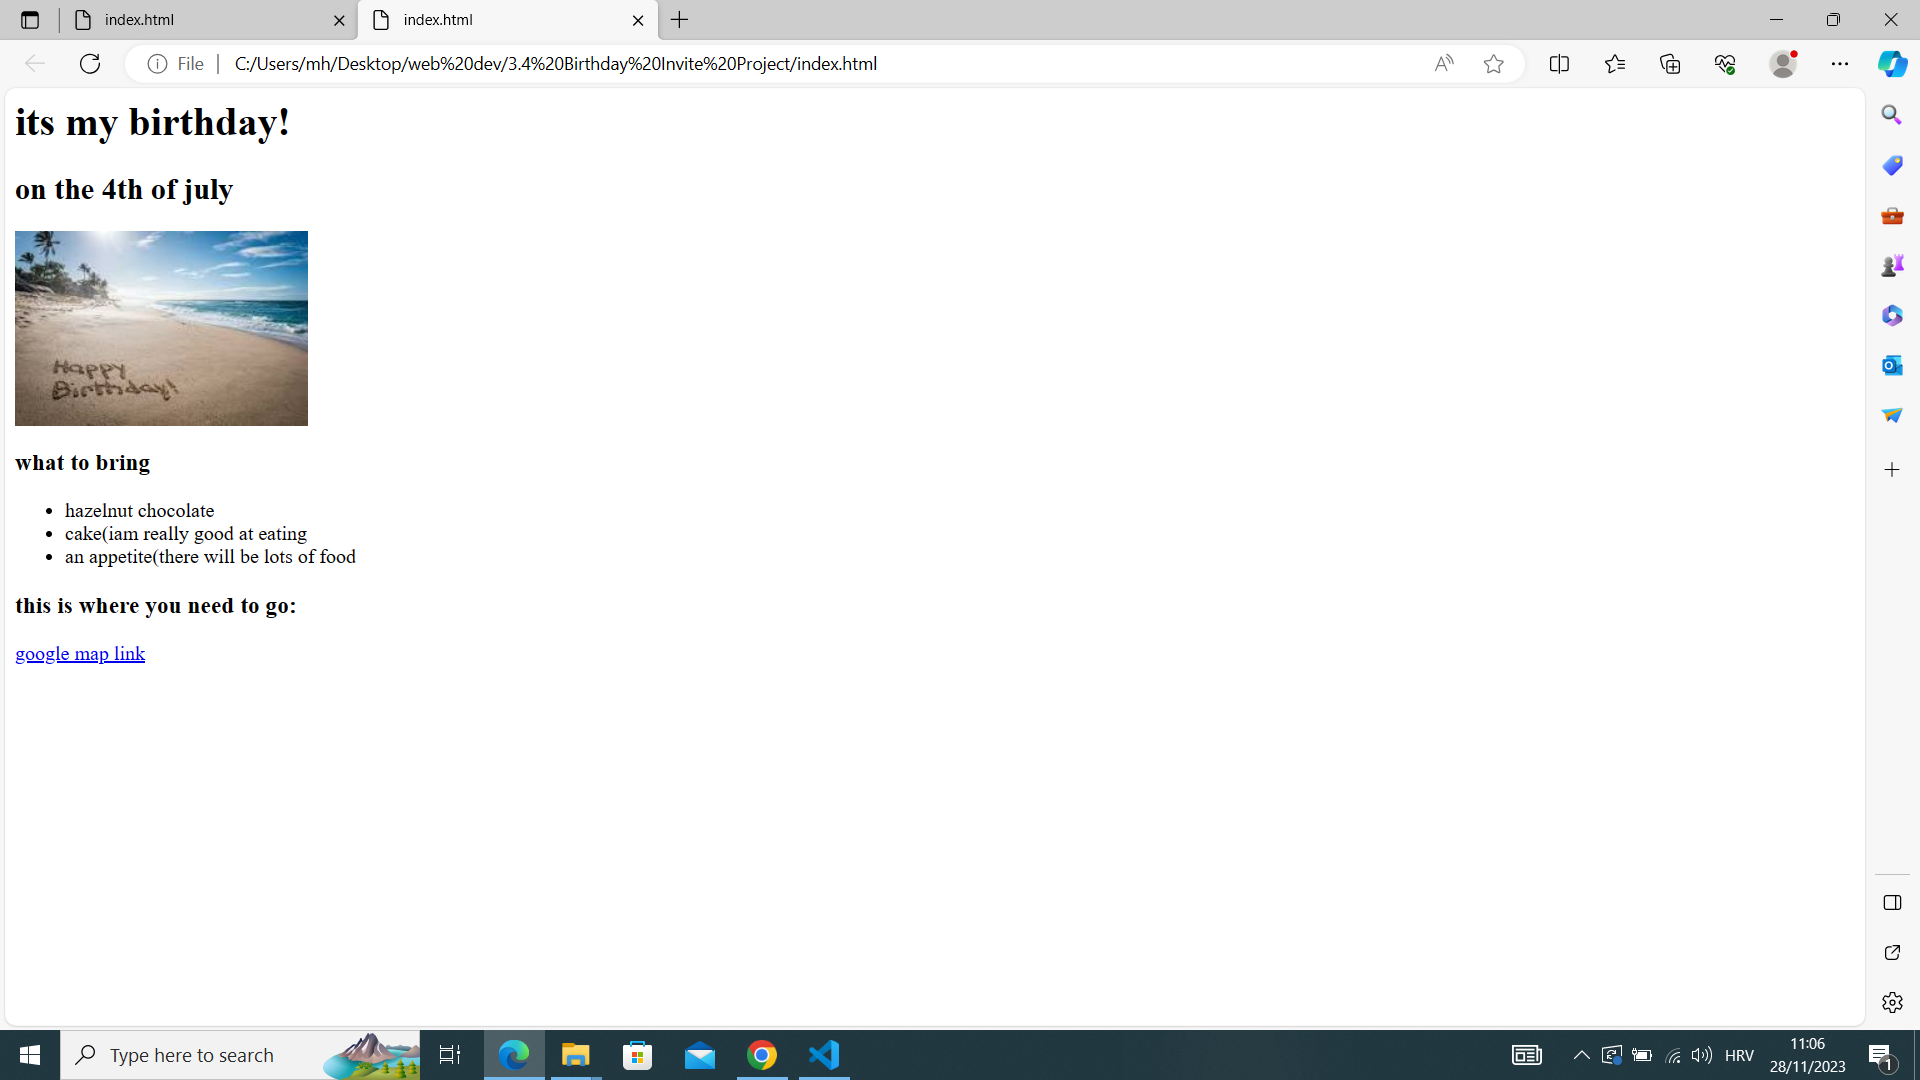 index.html
index.html
File
C:/Users/mh/Desktop/web%20dev/3.4%20Birthday%20Invite%20Project/index.html
its my birthday!
on the 4th of july
Happy
Birthday!
what to bring
hazelnut chocolate
cake(iam really good at eating
an appetite(there will be lots of food
this is where you need to go:
google map link
Type here to search
HRV
11:06
28/11/2023
1